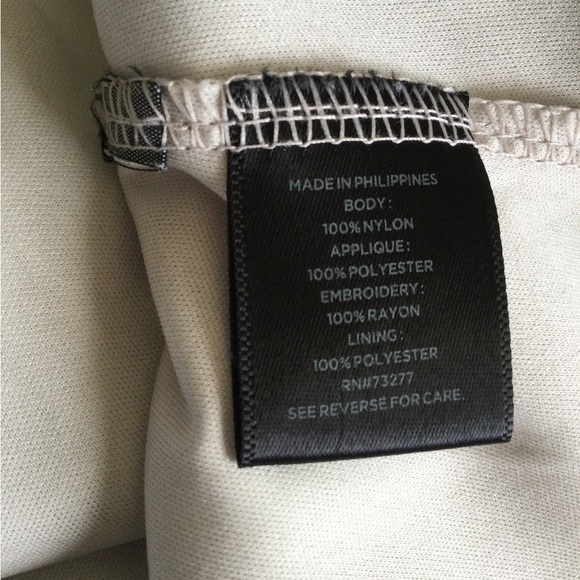 MADE IN PHILIPPINES
BODY:
100% NYLON
APPLIQUE:
100% POLYESTER
EMBROIDERY:
100% RAYON
LINING:
100% POLYESTER
RN#73277
SEE REVERSE FOR CARE.